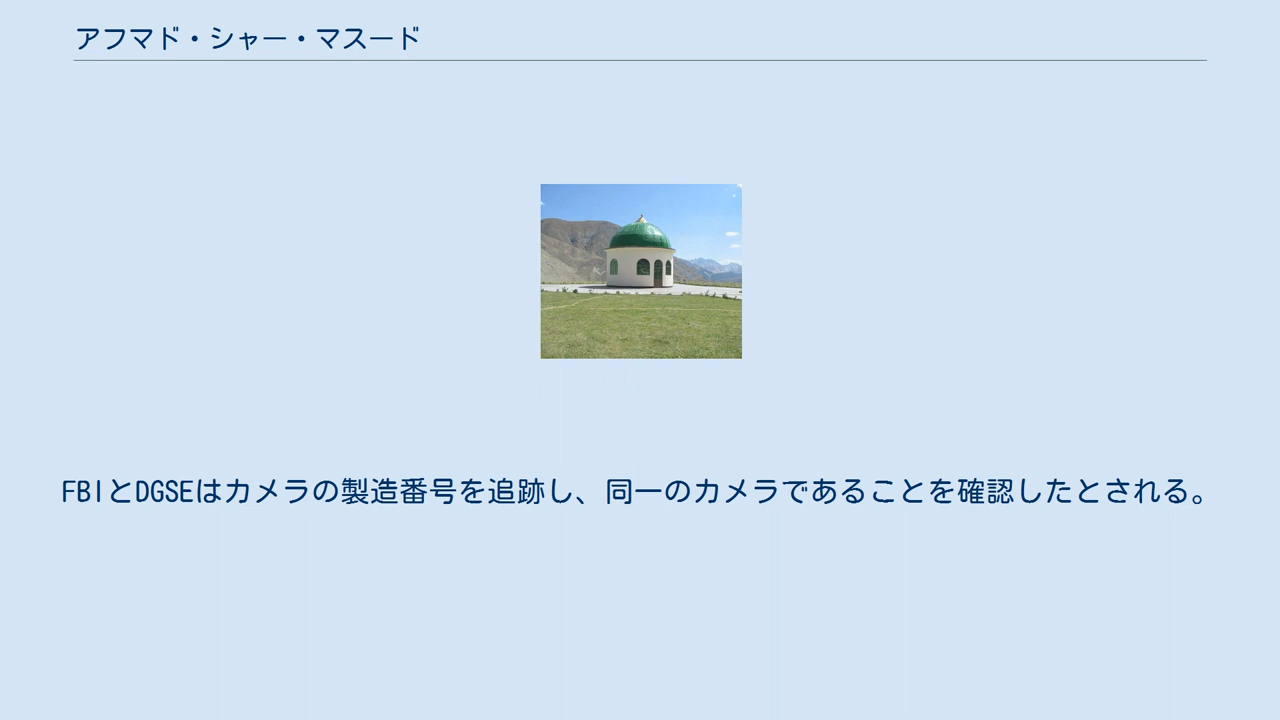 アフマド・シャー・マスード
FBIとDGSEはカメラの製造番号を追跡し、同一のカメラであることを確認したとされる。